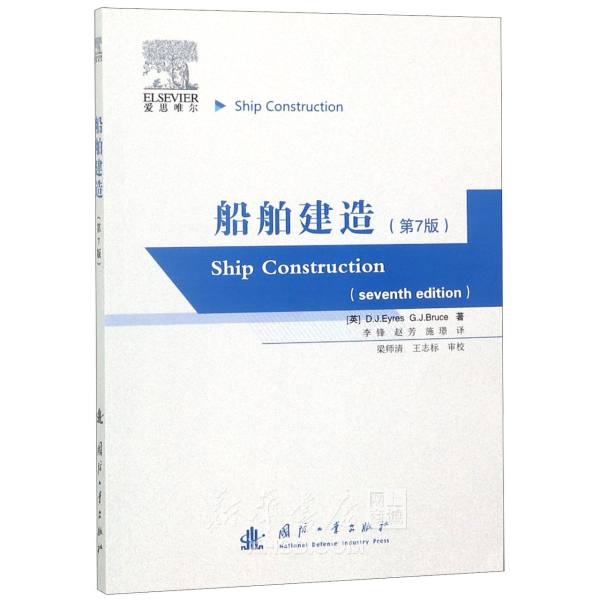 ELSEVIER
爱思唯尔
Ship Construction
船舶建造（第7版）
Ship Construction
（seventh edition）
[英] D.J.Eyres G.J.Bruce 著
李锋 赵芳 施璟 译
梁师清 王志标 审校
国防工业出版社
National Defense Industry Press
船舶建造（第7版）
国防工业出版社
新华书店
网上商城